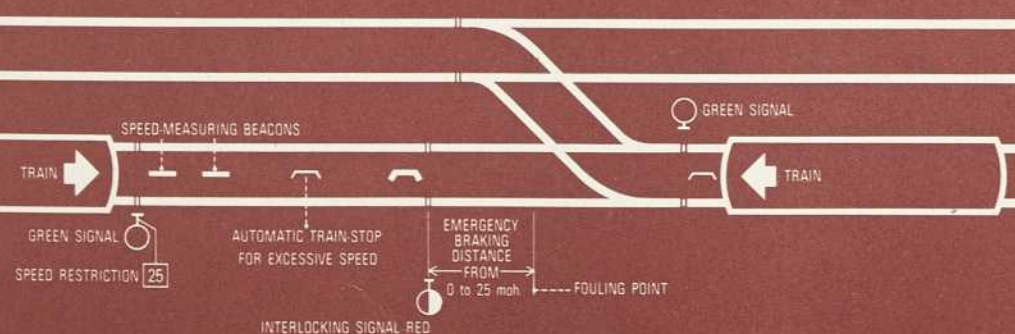 GREEN SIGNAL
SPEED-MEASURING BEACONS
TRAIN
TRAIN
GREEN SIGNAL
SPEED RESTRICTION 25
AUTOMATIC TRAIN-STOP
FOR EXCESSIVE SPEED
EMERGENCY
BRAKING
DISTANCE
FROM
0 to 25 mph
FOULING POINT
INTERLOCKING SIGNAL RED